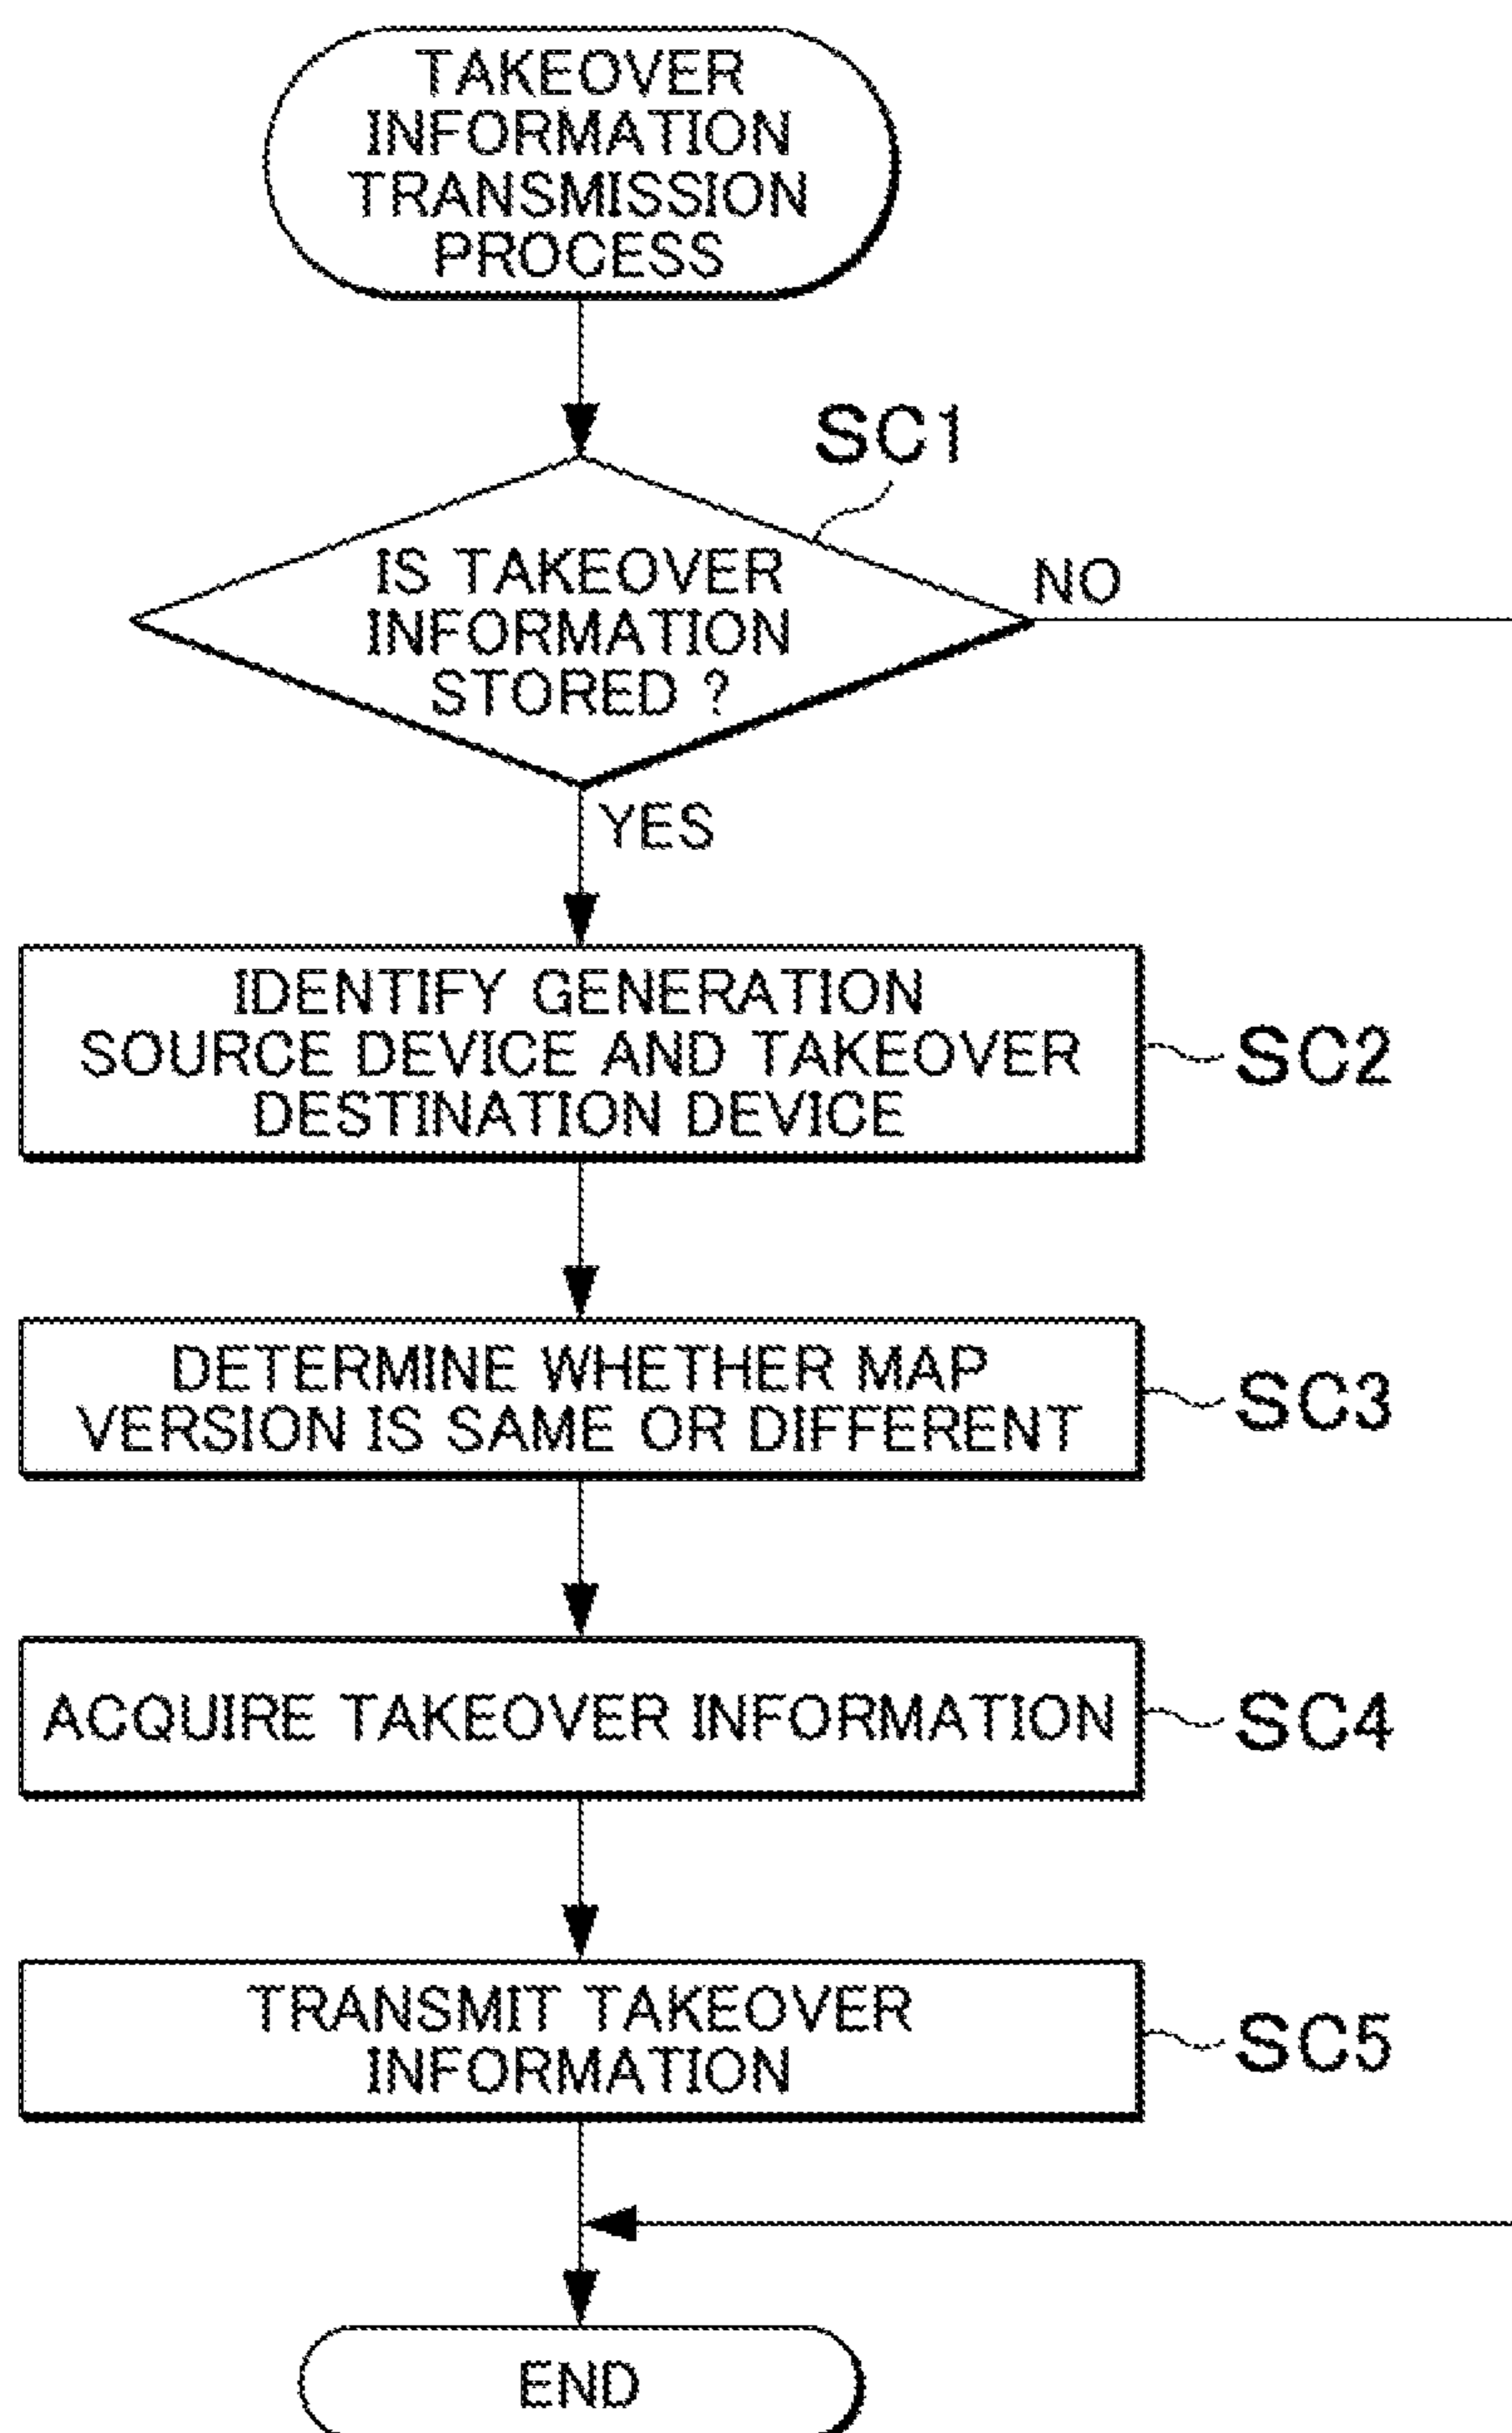 TAKEOVER
INFORMATION
TRANSMISSION
PROCESS
SC1
IS TAKEOVER
INFORMATION
STORED ?
NO
YES
IDENTIFY GENERATION
SOURCE DEVICE AND TAKEOVER
DESTINATION DEVICE
SC2
DETERMINE WHETHER MAP
VERSION IS SAME OR DIFFERENT
SC3
ACQUIRE TAKEOVER INFORMATION
SC4
TRANSMIT TAKEOVER
INFORMATION
SC5
END